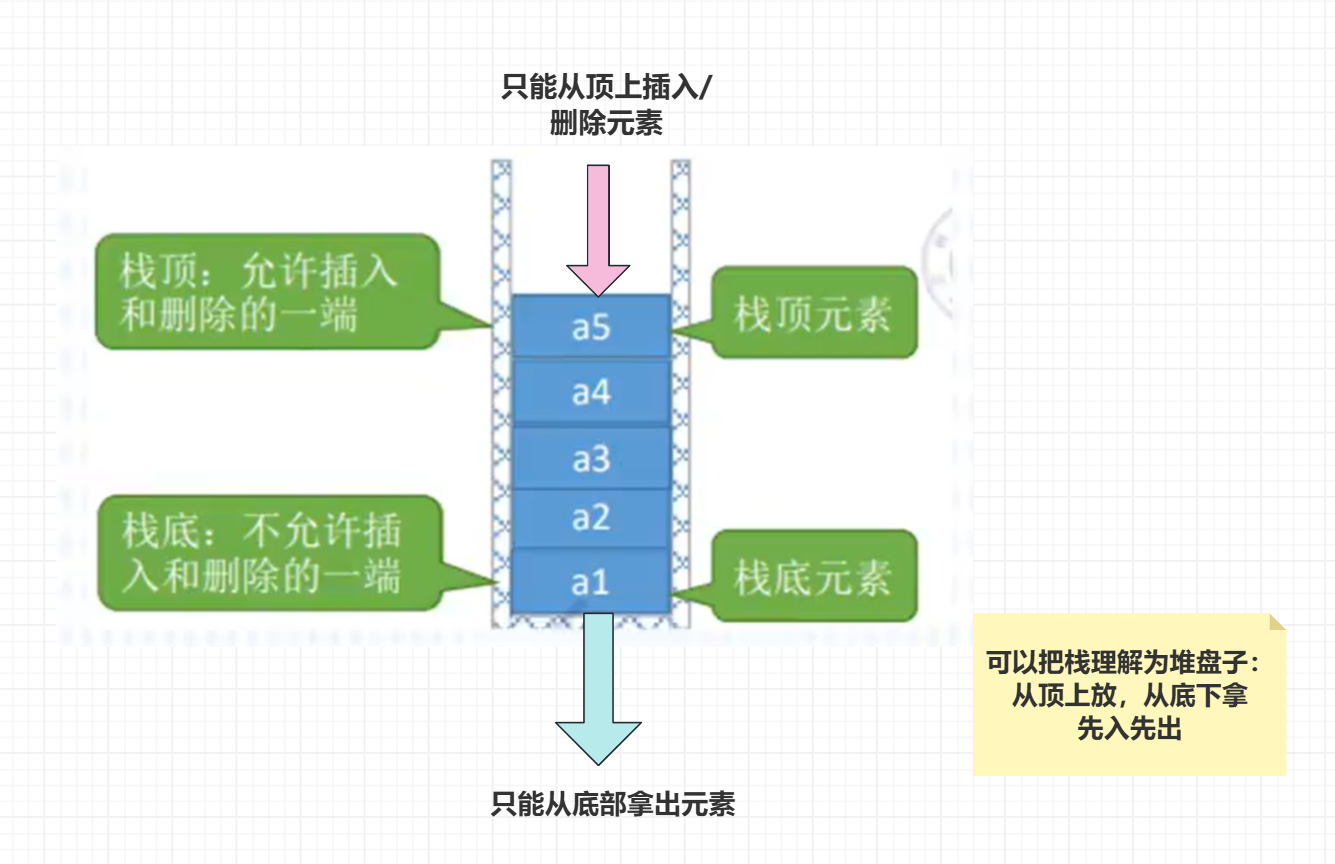 只能从顶上插入/
删除元素
栈顶：允许插入
和删除的一端
a5
栈顶元素
a4
a3
a2
栈底：不允许插
入和删除的一端
a1
栈底元素
可以把栈理解为堆盘子：
从顶上放，从底下拿
先入先出
只能从底部拿出元素